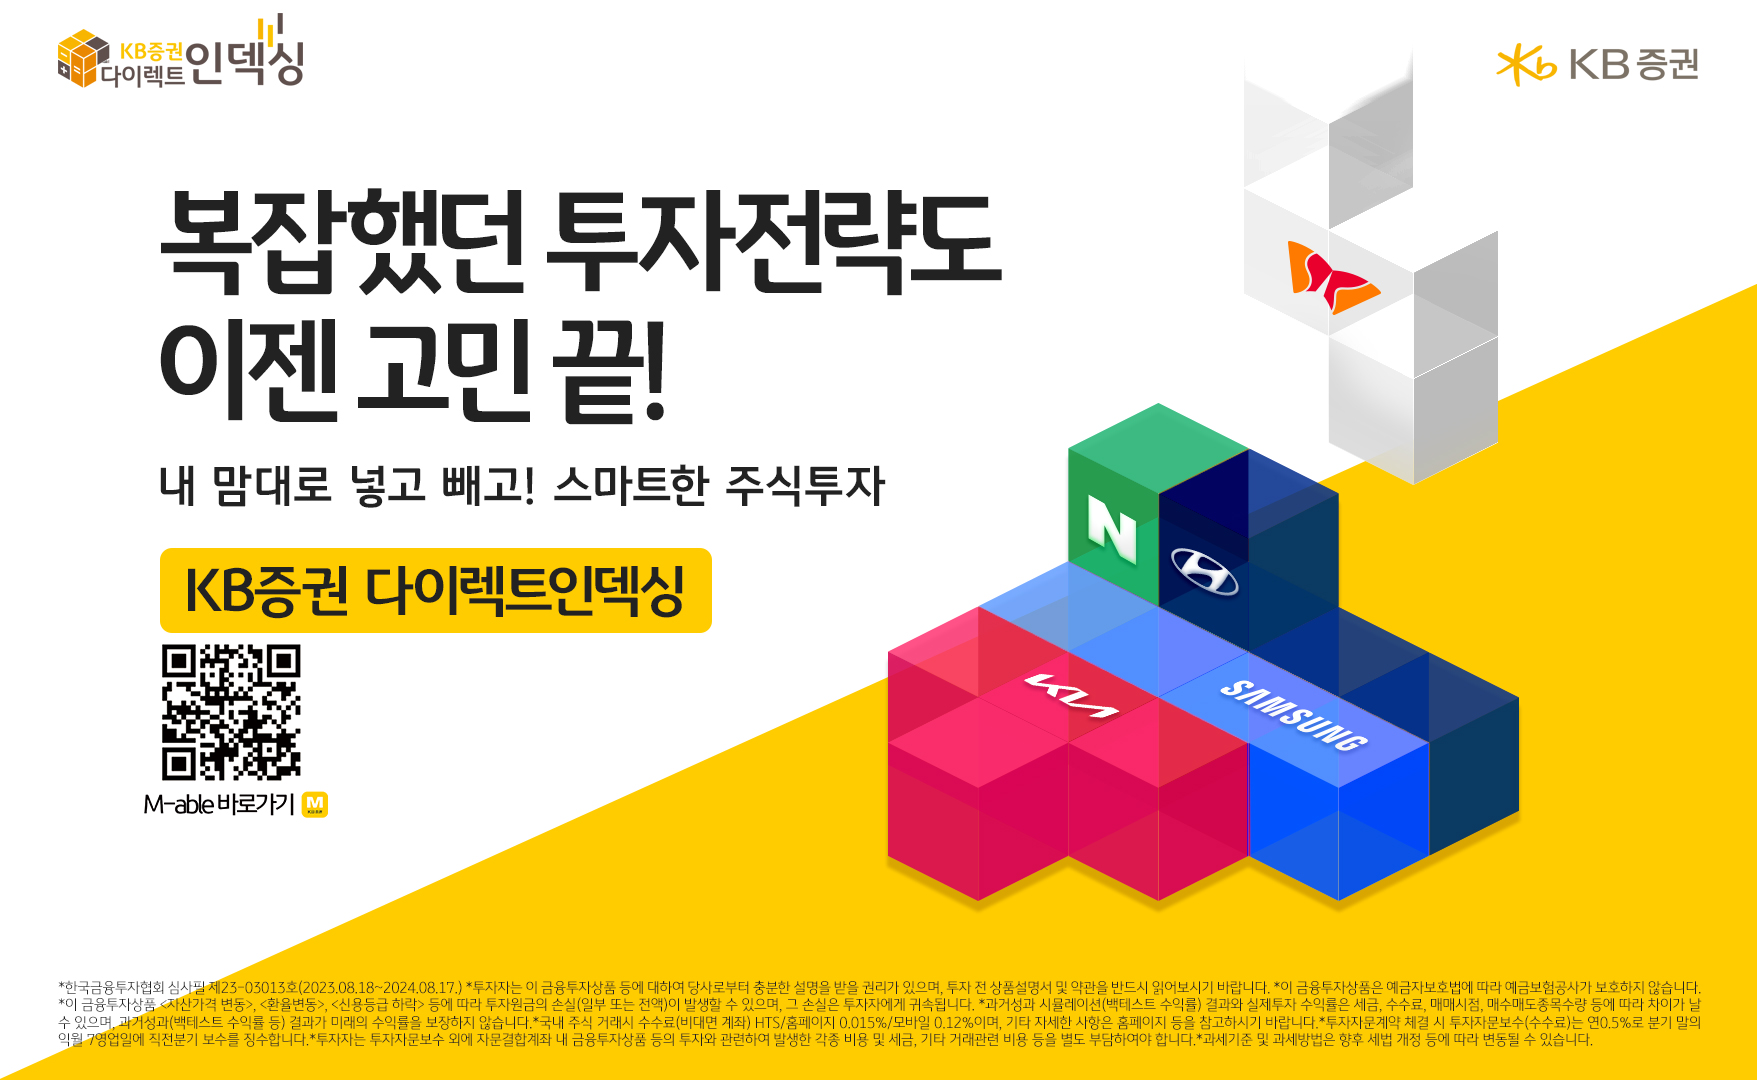 KB증권
다이렉트 인덱싱
KB 증권
복잡했던 투자전략도
이젠 고민 끝!
내 맘대로 넣고 빼고! 스마트한 주식투자
KB증권 다이렉트인덱싱
M-able 바로가기
M
N
KIA
SAMSUNG
*한국금융투자협회 심사필 제23-03013호(2023.08.18~2024.08.17.) *투자자는 이 금융투자상품 등에 대하여 당사로부터 충분한 설명을 받을 권리가 있으며, 투자 전 상품설명서 및 약관을 반드시 읽어보시기 바랍니다. *이 금융투자상품은 예금자보호법에 따라 예금보험공사가 보호하지 않습니다.
*이 금융투자상품 <자산가격 변동>, <환율변동>, <신용등급 하락> 등에 따라 투자원금의 손실(일부 또는 전액)이 발생할 수 있으며, 그 손실은 투자자에게 귀속됩니다. *과거성과 시뮬레이션(백테스트 수익률) 결과와 실제투자 수익률은 세금, 수수료, 매매시점, 매수매도종목수량 등에 따라 차이가 날
수 있으며, 과거성과(백테스트 수익률 등) 결과가 미래의 수익률을 보장하지 않습니다.*국내 주식 거래시 수수료(비대면 계좌) HTS/홈페이지 0.015%/모바일 0.12%이며, 기타 자세한 사항은 홈페이지 등을 참고하시기 바랍니다.*투자자문계약 체결 시 투자자문보수(수수료)는 연0.5%로 분기 말의
익월 7영업일에 직전분기 보수를 징수합니다.*투자자는 투자자문보수 외에 자문결합계좌 내 금융투자상품 등의 투자와 관련하여 발생한 각종 비용 및 세금, 기타 거래관련 비용 등을 별도 부담하여야 합니다.*과세기준 및 과세방법은 향후 세법 개정 등에 따라 변동될 수 있습니다.